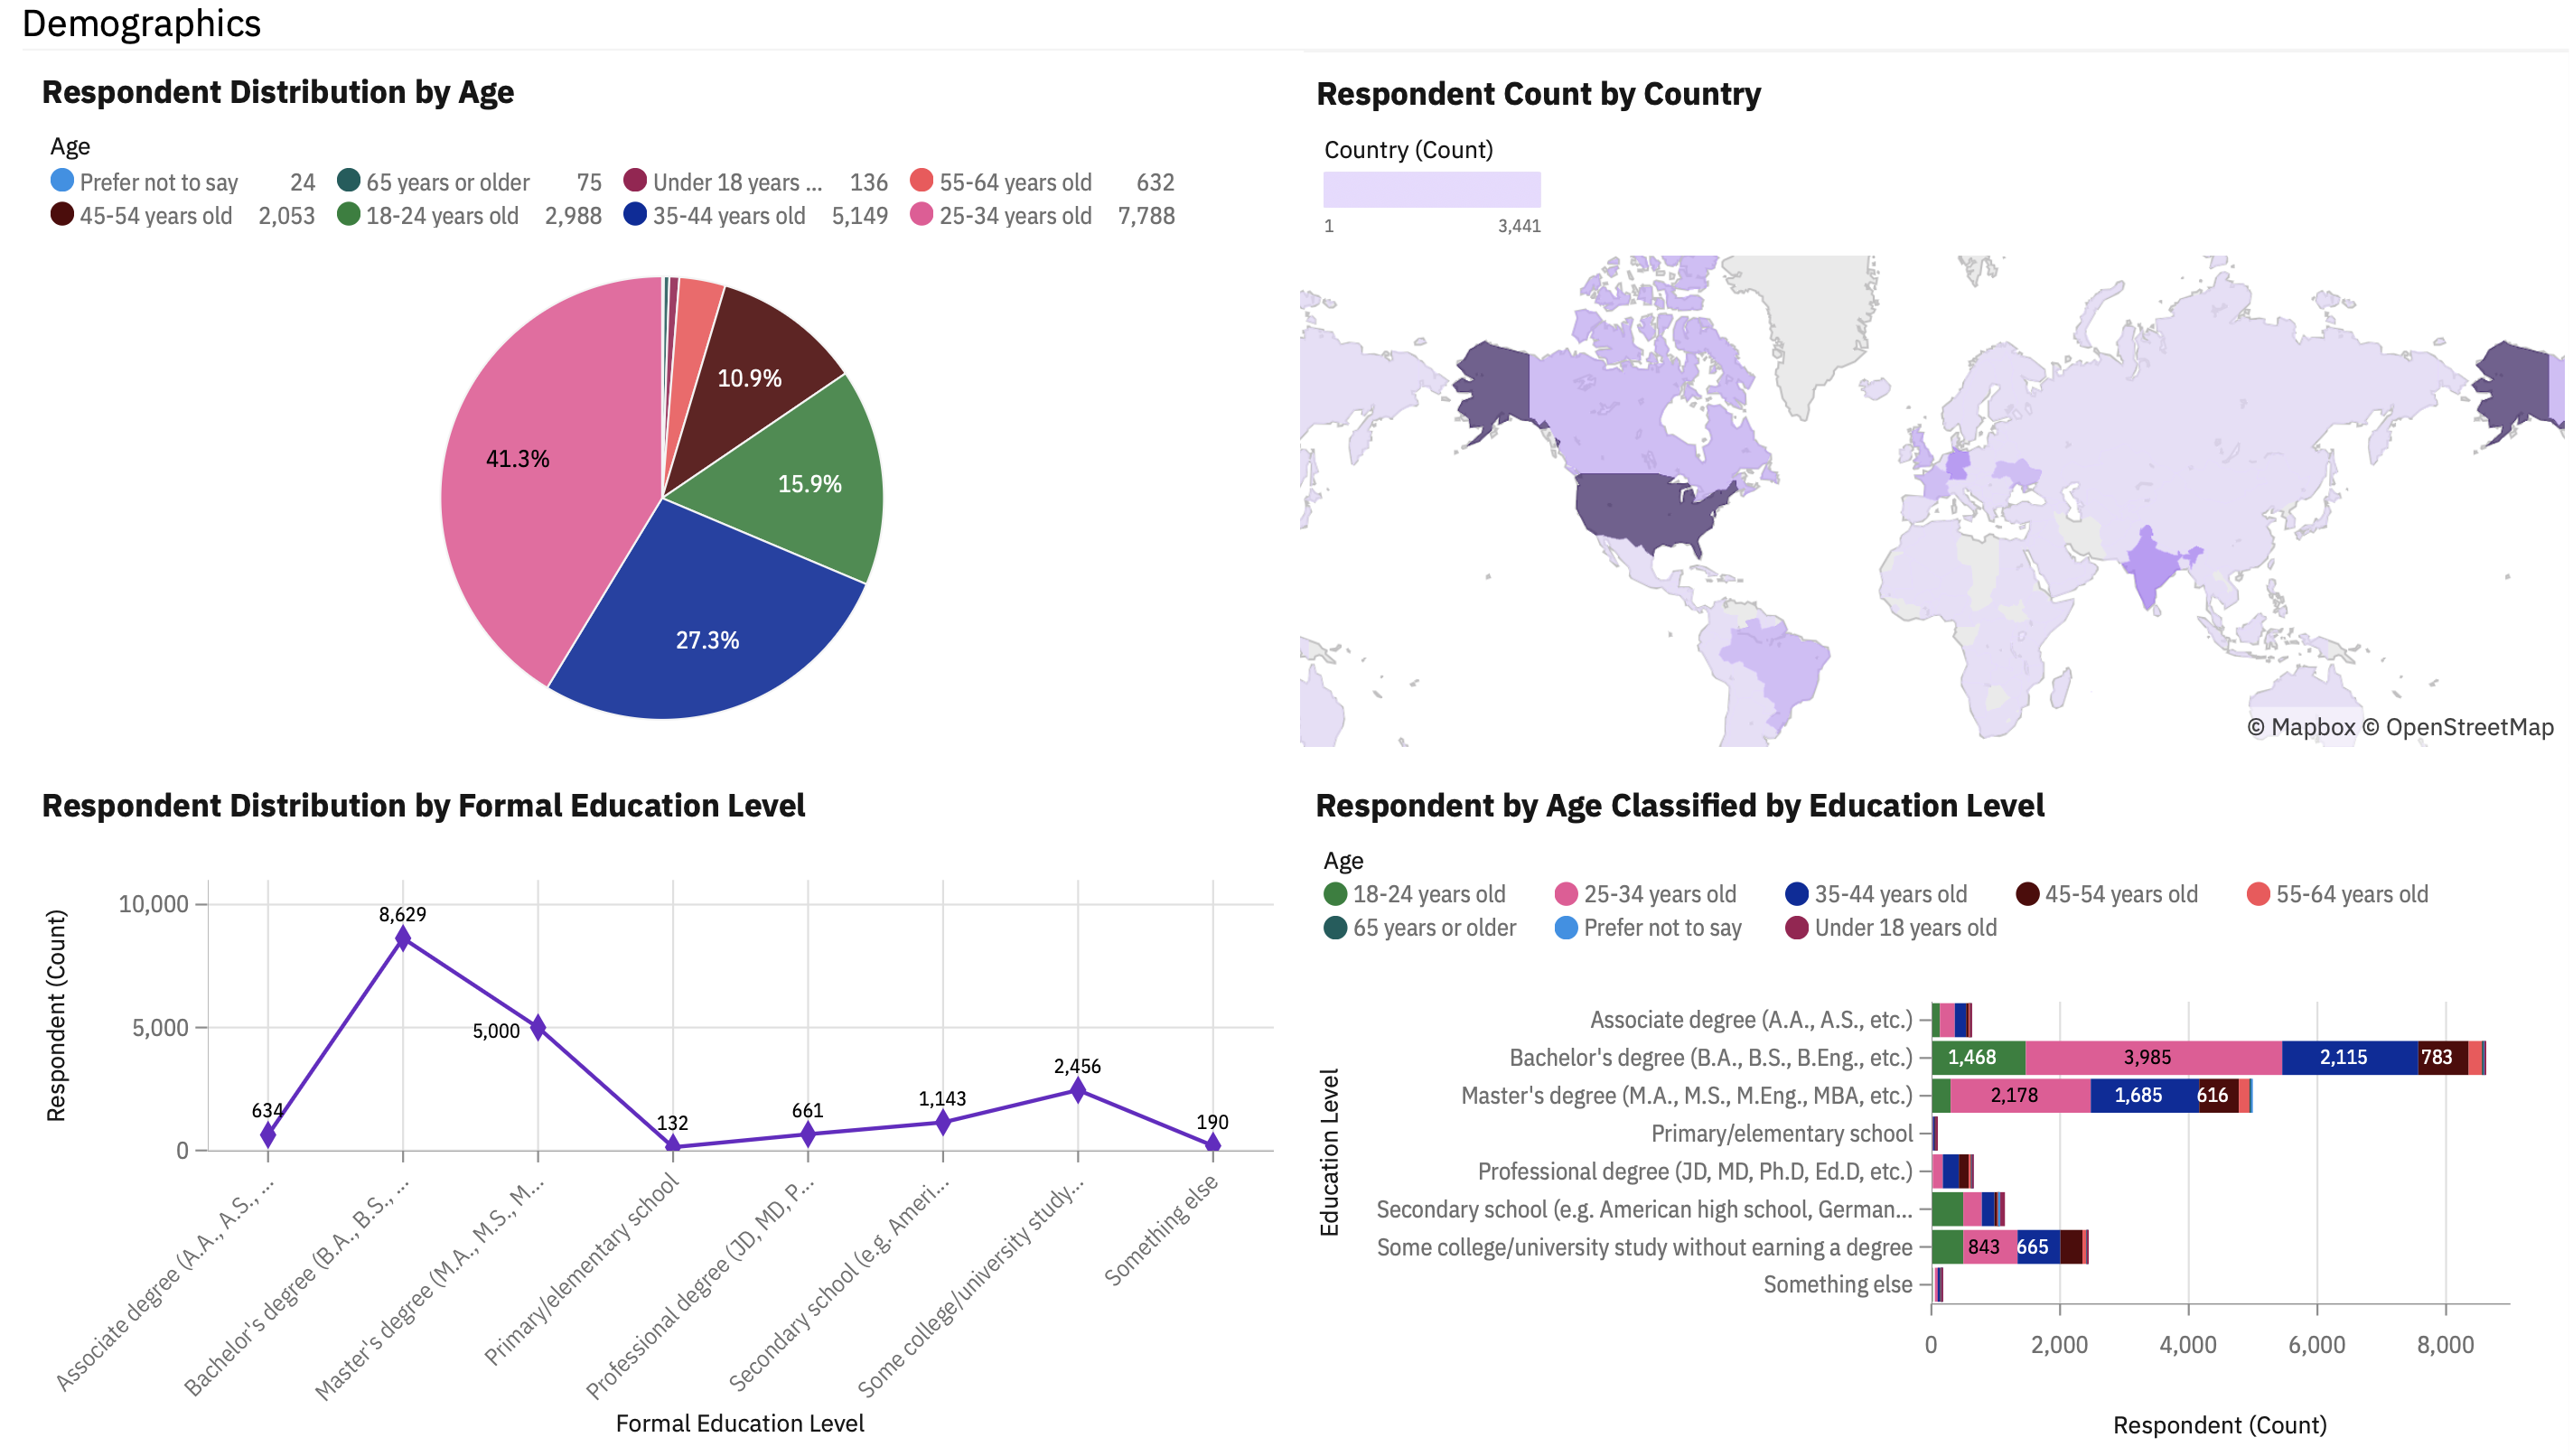 Demographics
Respondent Distribution by Age
Age
Prefer not to say 24 65 years or older 75 Under 18 years ... 136 55-64 years old 632
45-54 years old 2,053 18-24 years old 2,988 35-44 years old 5,149 25-34 years old 7,788
10.9%
41.3%
15.9%
27.3%
Respondent Count by Country
Country (Count)
1 3,441
© Mapbox © OpenStreetMap
Respondent Distribution by Formal Education Level
Respondent (Count)
10,000
5,000
0
634
8,629
5,000
132
661
1,143
2,456
190
Associate degree (A.A., A.S., ...
Bachelor's degree (B.A., B.S., ...
Master's degree (M.A., M.S., M...
Primary/elementary school
Professional degree (JD, MD, P...
Secondary school (e.g. Ameri...
Some college/university study...
Something else
Formal Education Level
Respondent by Age Classified by Education Level
Age
18-24 years old 25-34 years old 35-44 years old 45-54 years old 55-64 years old
65 years or older Prefer not to say Under 18 years old
Education Level
Associate degree (A.A., A.S., etc.)
Bachelor's degree (B.A., B.S., B.Eng., etc.) 1,468 3,985 2,115 783
Master's degree (M.A., M.S., M.Eng., MBA, etc.) 2,178 1,685 616
Primary/elementary school
Professional degree (JD, MD, Ph.D, Ed.D, etc.)
Secondary school (e.g. American high school, German...
Some college/university study without earning a degree 843 665
Something else
0 2,000 4,000 6,000 8,000
Respondent (Count)